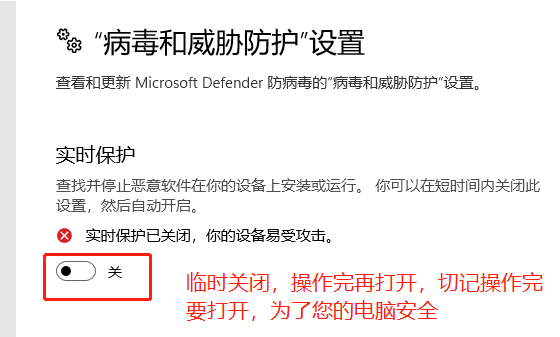 “病毒和威胁防护”设置
查看和更新 Microsoft Defender 防病毒的“病毒和威胁防护”设置。
实时保护
查找并停止恶意软件在你的设备上安装或运行。 你可以在短时间内关闭此
设置，然后自动开启。
实时保护已关闭，你的设备易受攻击。
关
临时关闭，操作完再打开，切记操作完
要打开，为了您的电脑安全